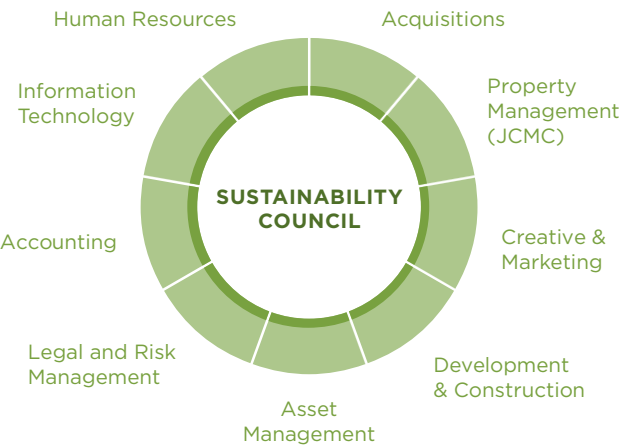 Human Resources
Acquisitions
Information
Technology
Property
Management
(JCMC)
SUSTAINABILITY
COUNCIL
Accounting
Creative &
Marketing
Legal and Risk
Management
Development
& Construction
Asset
Management